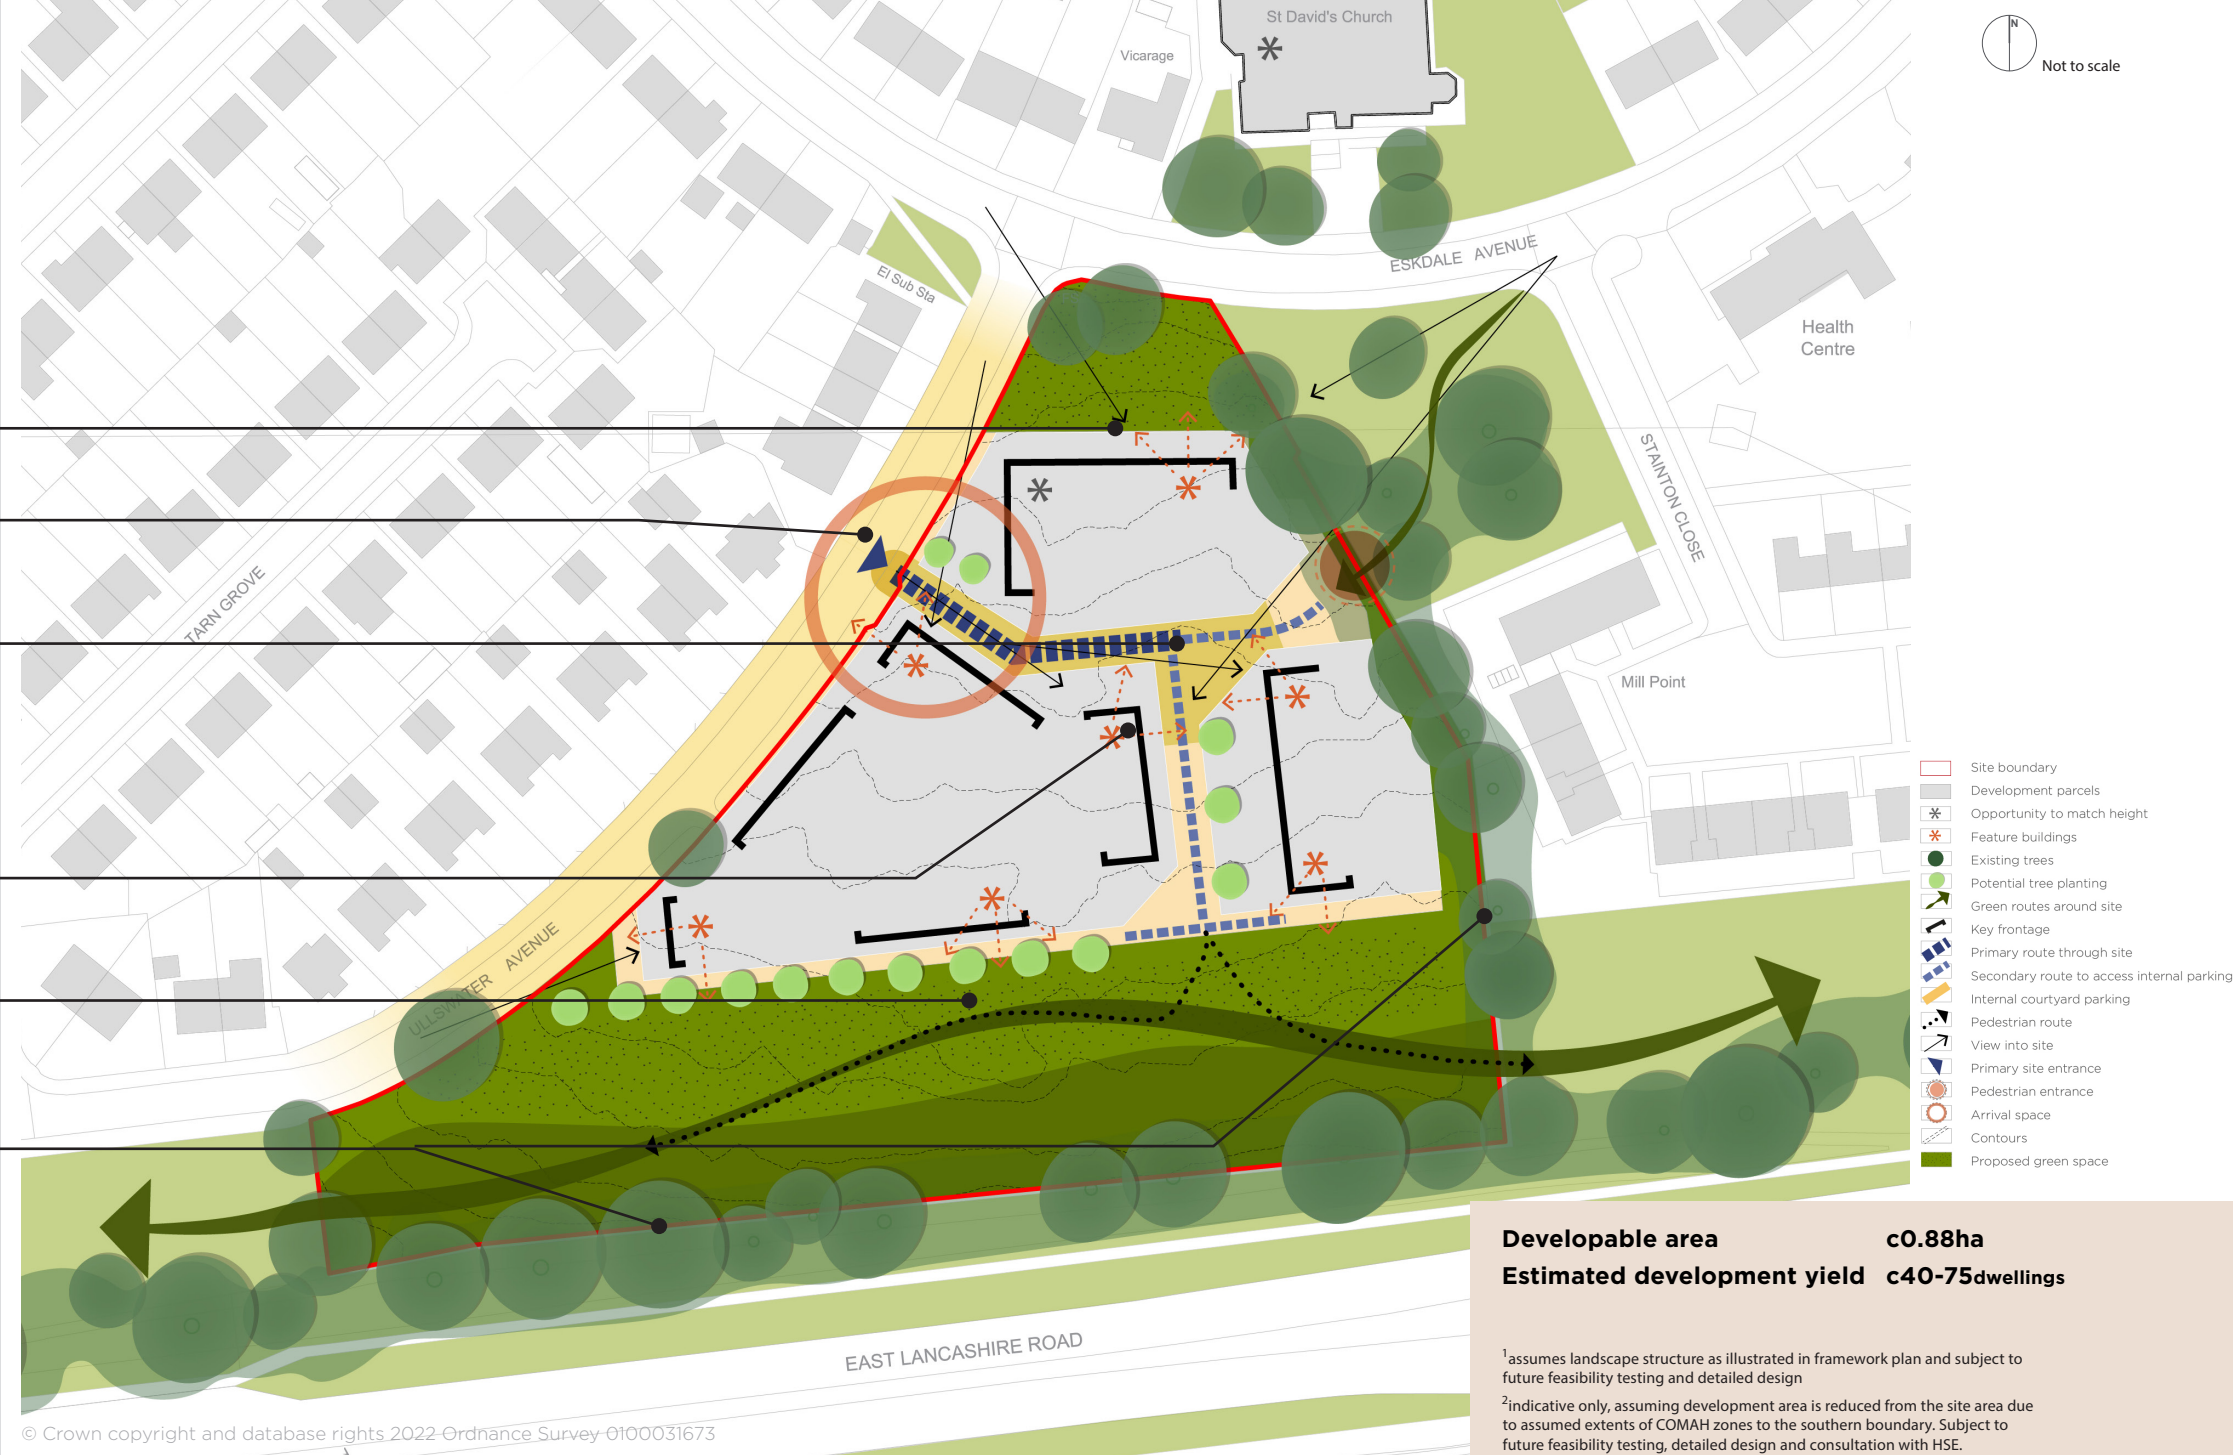 St David's Church
Vicarage
N
Not to scale
ESKDALE AVENUE
El Sub Sta
Health
Centre
STAINTON CLOSE
TARN GROVE
Mill Point
ULLSWATER AVENUE
EAST LANCASHIRE ROAD
Site boundary
Development parcels
Opportunity to match height
Feature buildings
Existing trees
Potential tree planting
Green routes around site
Key frontage
Primary route through site
Secondary route to access internal parking
Internal courtyard parking
Pedestrian route
View into site
Primary site entrance
Pedestrian entrance
Arrival space
Contours
Proposed green space
Developable area c0.88ha
Estimated development yield c40-75dwellings
1assumes landscape structure as illustrated in framework plan and subject to
future feasibility testing and detailed design
2indicative only, assuming development area is reduced from the site area due
to assumed extents of COMAH zones to the southern boundary. Subject to
future feasibility testing, detailed design and consultation with HSE.
© Crown copyright and database rights 2022 Ordnance Survey 0100031673